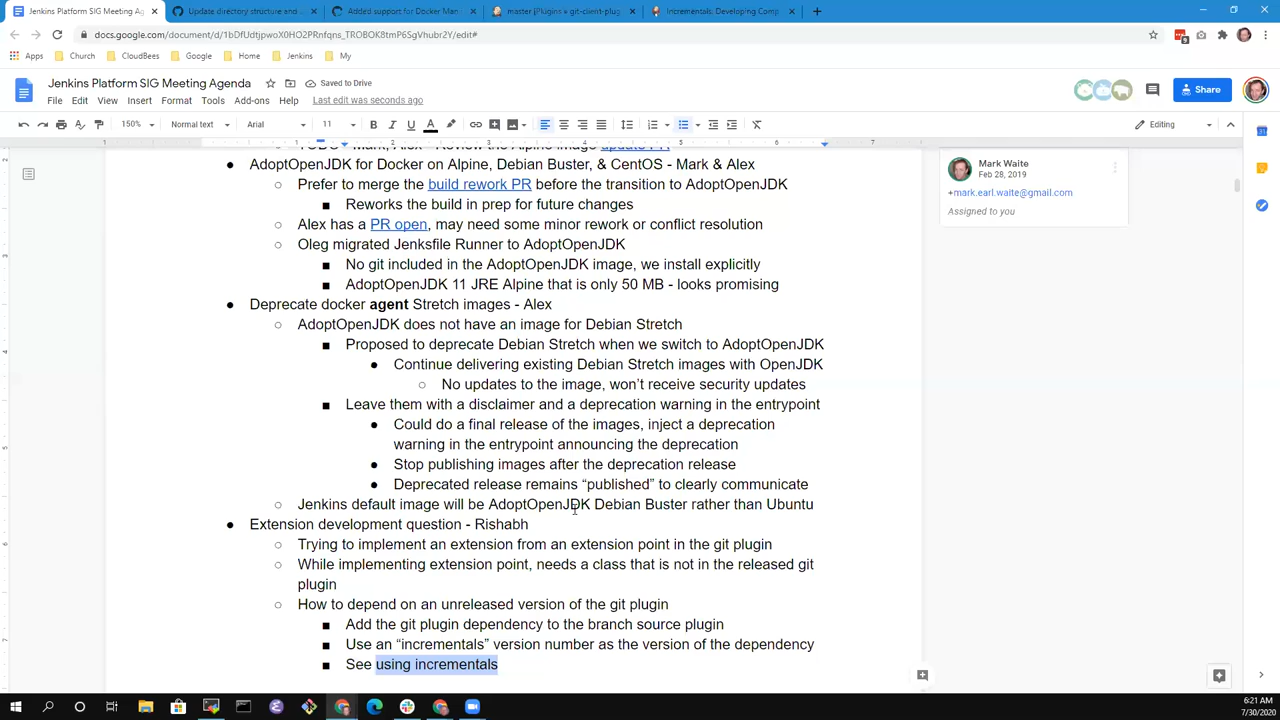 Jenkins Platform SIG Meeting Ag
Update directory structure and
Added support for Docker Man
master [Plugins » git-client-plug
Incrementals: Developing Comp
docs.google.com/document/d/1bDfUdtjpwoX0HO2PRnfqns_TROBOK8tmP6SgVhubr2Y/edit#
Apps Church CloudBees Google Home Jenkins My
Jenkins Platform SIG Meeting Agenda
Saved to Drive
File Edit View Insert Format Tools Add-ons Help Last edit was seconds ago
Share
150% Normal text Arial 11 B I U A Editing
1 1 2 3 4 5 6 7
AdoptOpenJDK for Docker on Alpine, Debian Buster, & CentOS - Mark & Alex
Prefer to merge the build rework PR before the transition to AdoptOpenJDK
Reworks the build in prep for future changes
Alex has a PR open, may need some minor rework or conflict resolution
Oleg migrated Jenksfile Runner to AdoptOpenJDK
No git included in the AdoptOpenJDK image, we install explicitly
AdoptOpenJDK 11 JRE Alpine that is only 50 MB - looks promising
Deprecate docker agent Stretch images - Alex
AdoptOpenJDK does not have an image for Debian Stretch
Proposed to deprecate Debian Stretch when we switch to AdoptOpenJDK
Continue delivering existing Debian Stretch images with OpenJDK
No updates to the image, won't receive security updates
Leave them with a disclaimer and a deprecation warning in the entrypoint
Could do a final release of the images, inject a deprecation
warning in the entrypoint announcing the deprecation
Stop publishing images after the deprecation release
Deprecated release remains “published” to clearly communicate
Jenkins default image will be AdoptOpenJDK Debian Buster rather than Ubuntu
Extension development question - Rishabh
Trying to implement an extension from an extension point in the git plugin
While implementing extension point, needs a class that is not in the released git
plugin
How to depend on an unreleased version of the git plugin
Add the git plugin dependency to the branch source plugin
Use an “incrementals” version number as the version of the dependency
See using incrementals
Mark Waite
Feb 28, 2019
+mark.earl.waite@gmail.com
Assigned to you
6:21 AM
7/30/2020